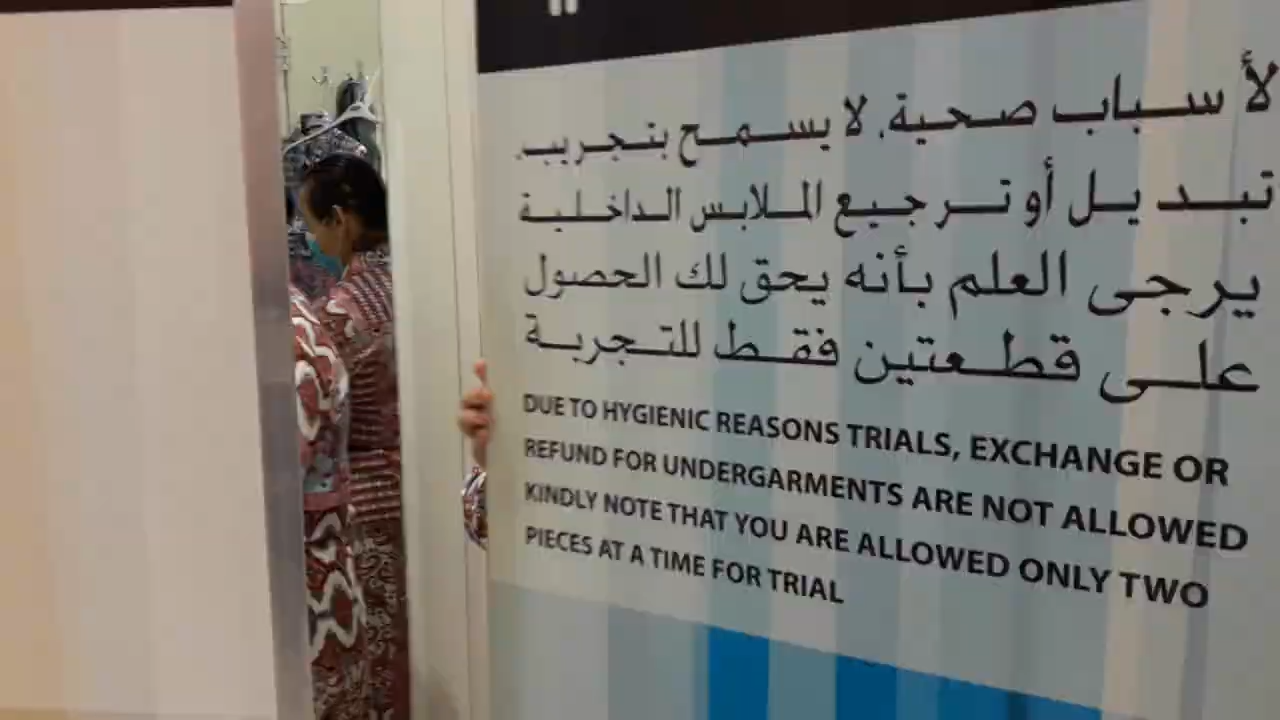 لأسباب صحية، لا يسمح بتجريب،
تبديل أو ترجيع الملابس الداخلية
يرجى العلم بأنه يحق لك الحصول
على قطعتين فقط للتجربة
DUE TO HYGIENIC REASONS TRIALS, EXCHANGE OR
REFUND FOR UNDERGARMENTS ARE NOT ALLOWED
KINDLY NOTE THAT YOU ARE ALLOWED ONLY TWO
PIECES AT A TIME FOR TRIAL